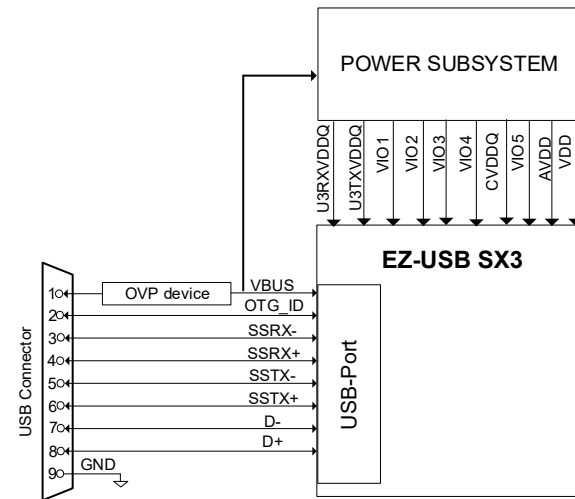 POWER SUBSYSTEM
U3RXVDDQ
U3TXVDDQ
VIO1
VIO2
VIO3
VIO4
CVDDQ
VIO5
AVDD
VDD
EZ-USB SX3
USB Connector
1
OVP device
VBUS
2
OTG_ID
3
SSRX-
4
SSRX+
5
SSTX-
6
SSTX+
7
D-
8
D+
9
GND
USB-Port